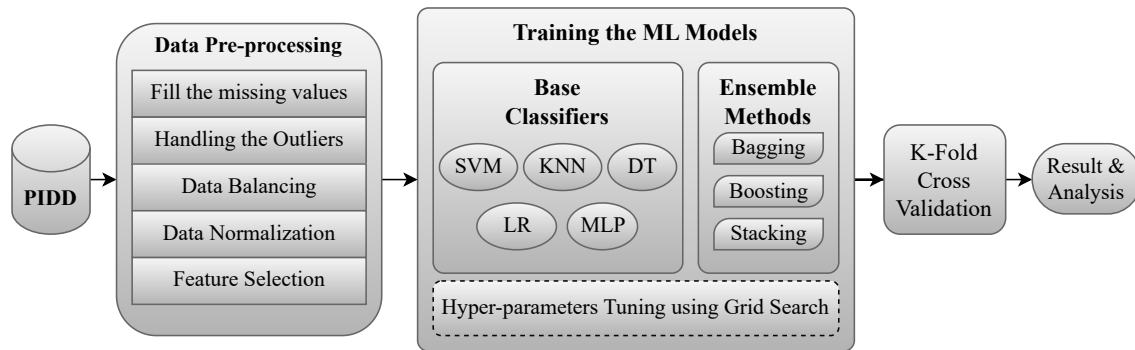 PIDD
Data Pre-processing
Fill the missing values
Handling the Outliers
Data Balancing
Data Normalization
Feature Selection
Training the ML Models
Base
Classifiers
SVM
KNN
DT
LR
MLP
Ensemble
Methods
Bagging
Boosting
Stacking
Hyper-parameters Tuning using Grid Search
K-Fold
Cross
Validation
Result &
Analysis